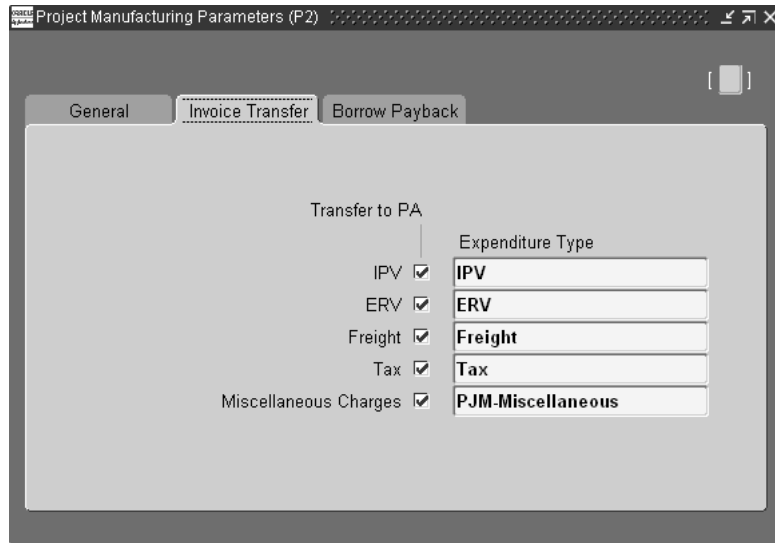 Project Manufacturing Parameters (P2)
[ ]
General Invoice Transfer Borrow Payback
Transfer to PA
Expenditure Type
IPV IPV
ERV ERV
Freight Freight
Tax Tax
Miscellaneous Charges PJM-Miscellaneous